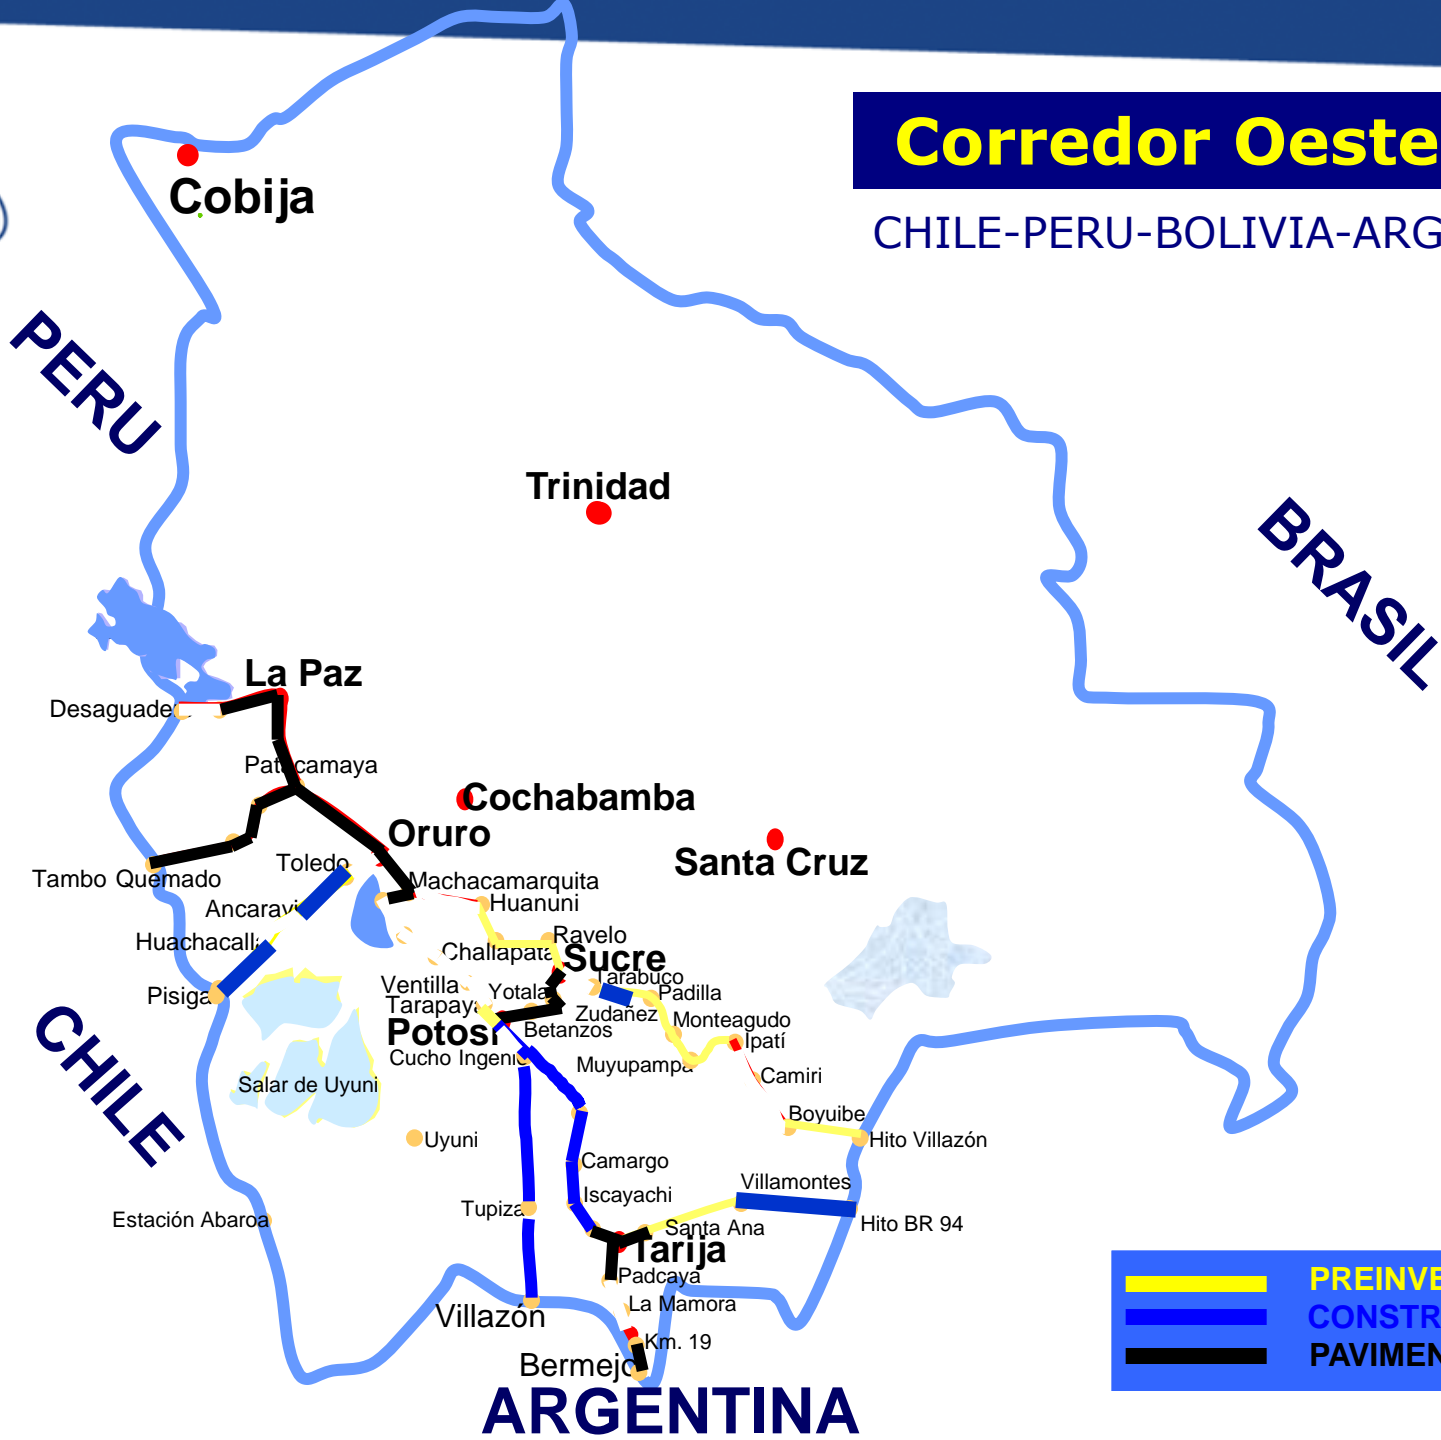 Corredor Oeste
CHILE-PERU-BOLIVIA-ARG
Cobija
PERU
Trinidad
BRASIL
La Paz
Desaguade
Patacamaya
Cochabamba
Oruro
Santa Cruz
Toledo
Tambo Quemado
Machacamarquita
Huanuni
Ancaravi
Huachacalla
Ravelo
Challapata
Sucre
Tarabuco
Ventilla
Yotala
Pisiga
Padilla
Tarapaya
Zudañez
Monteagudo
Potosi
Betanzos
Ipatí
CHILE
Cucho Ingenio
Muyupampa
Camiri
Salar de Uyuni
Boyuibe
Uyuni
Hito Villazón
Camargo
Villamontes
Iscayachi
Tupiza
Estación Abaroa
Santa Ana
Hito BR 94
Tarija
Padcaya
La Mamora
Villazón
Km. 19
Bermejo
ARGENTINA
PREINVE
CONSTR
PAVIMEN